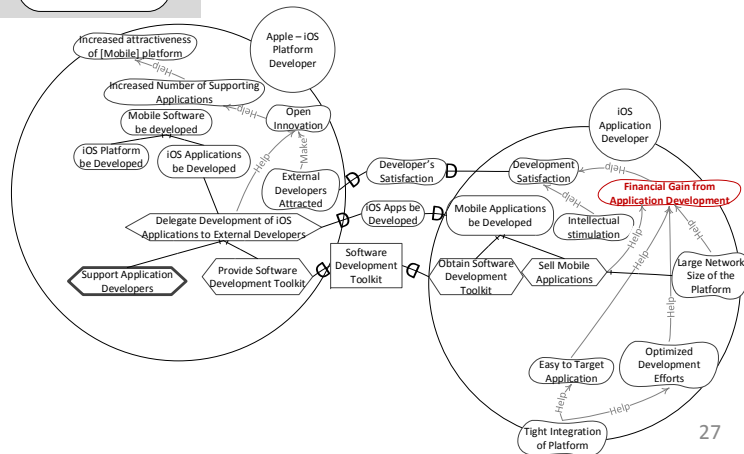 Increased attractiveness
of [Mobile] platform
Help
Apple – iOS
Platform
Developer
Increased Number of Supporting
Applications
Help
Mobile Software
be developed
Open
Innovation
iOS Platform
be Developed
iOS Applications
be Developed
Help
Make
External
Developers
Attracted
Delegate Development of iOS
Applications to External Developers
Support Application
Developers
Provide Software
Development Toolkit
Developer's
Satisfaction
iOS Apps be
Developed
Software
Development
Toolkit
iOS
Application
Developer
Development
Satisfaction
Help
Financial Gain from
Application Development
Help
Intellectual
stimulation
Mobile Applications
be Developed
Help
Obtain Software
Development
Toolkit
Sell Mobile
Applications
Help
Help
Large Network
Size of the
Platform
Help
Easy to Target
Application
Optimized
Development
Efforts
Help
Help
Tight Integration
of Platform
27